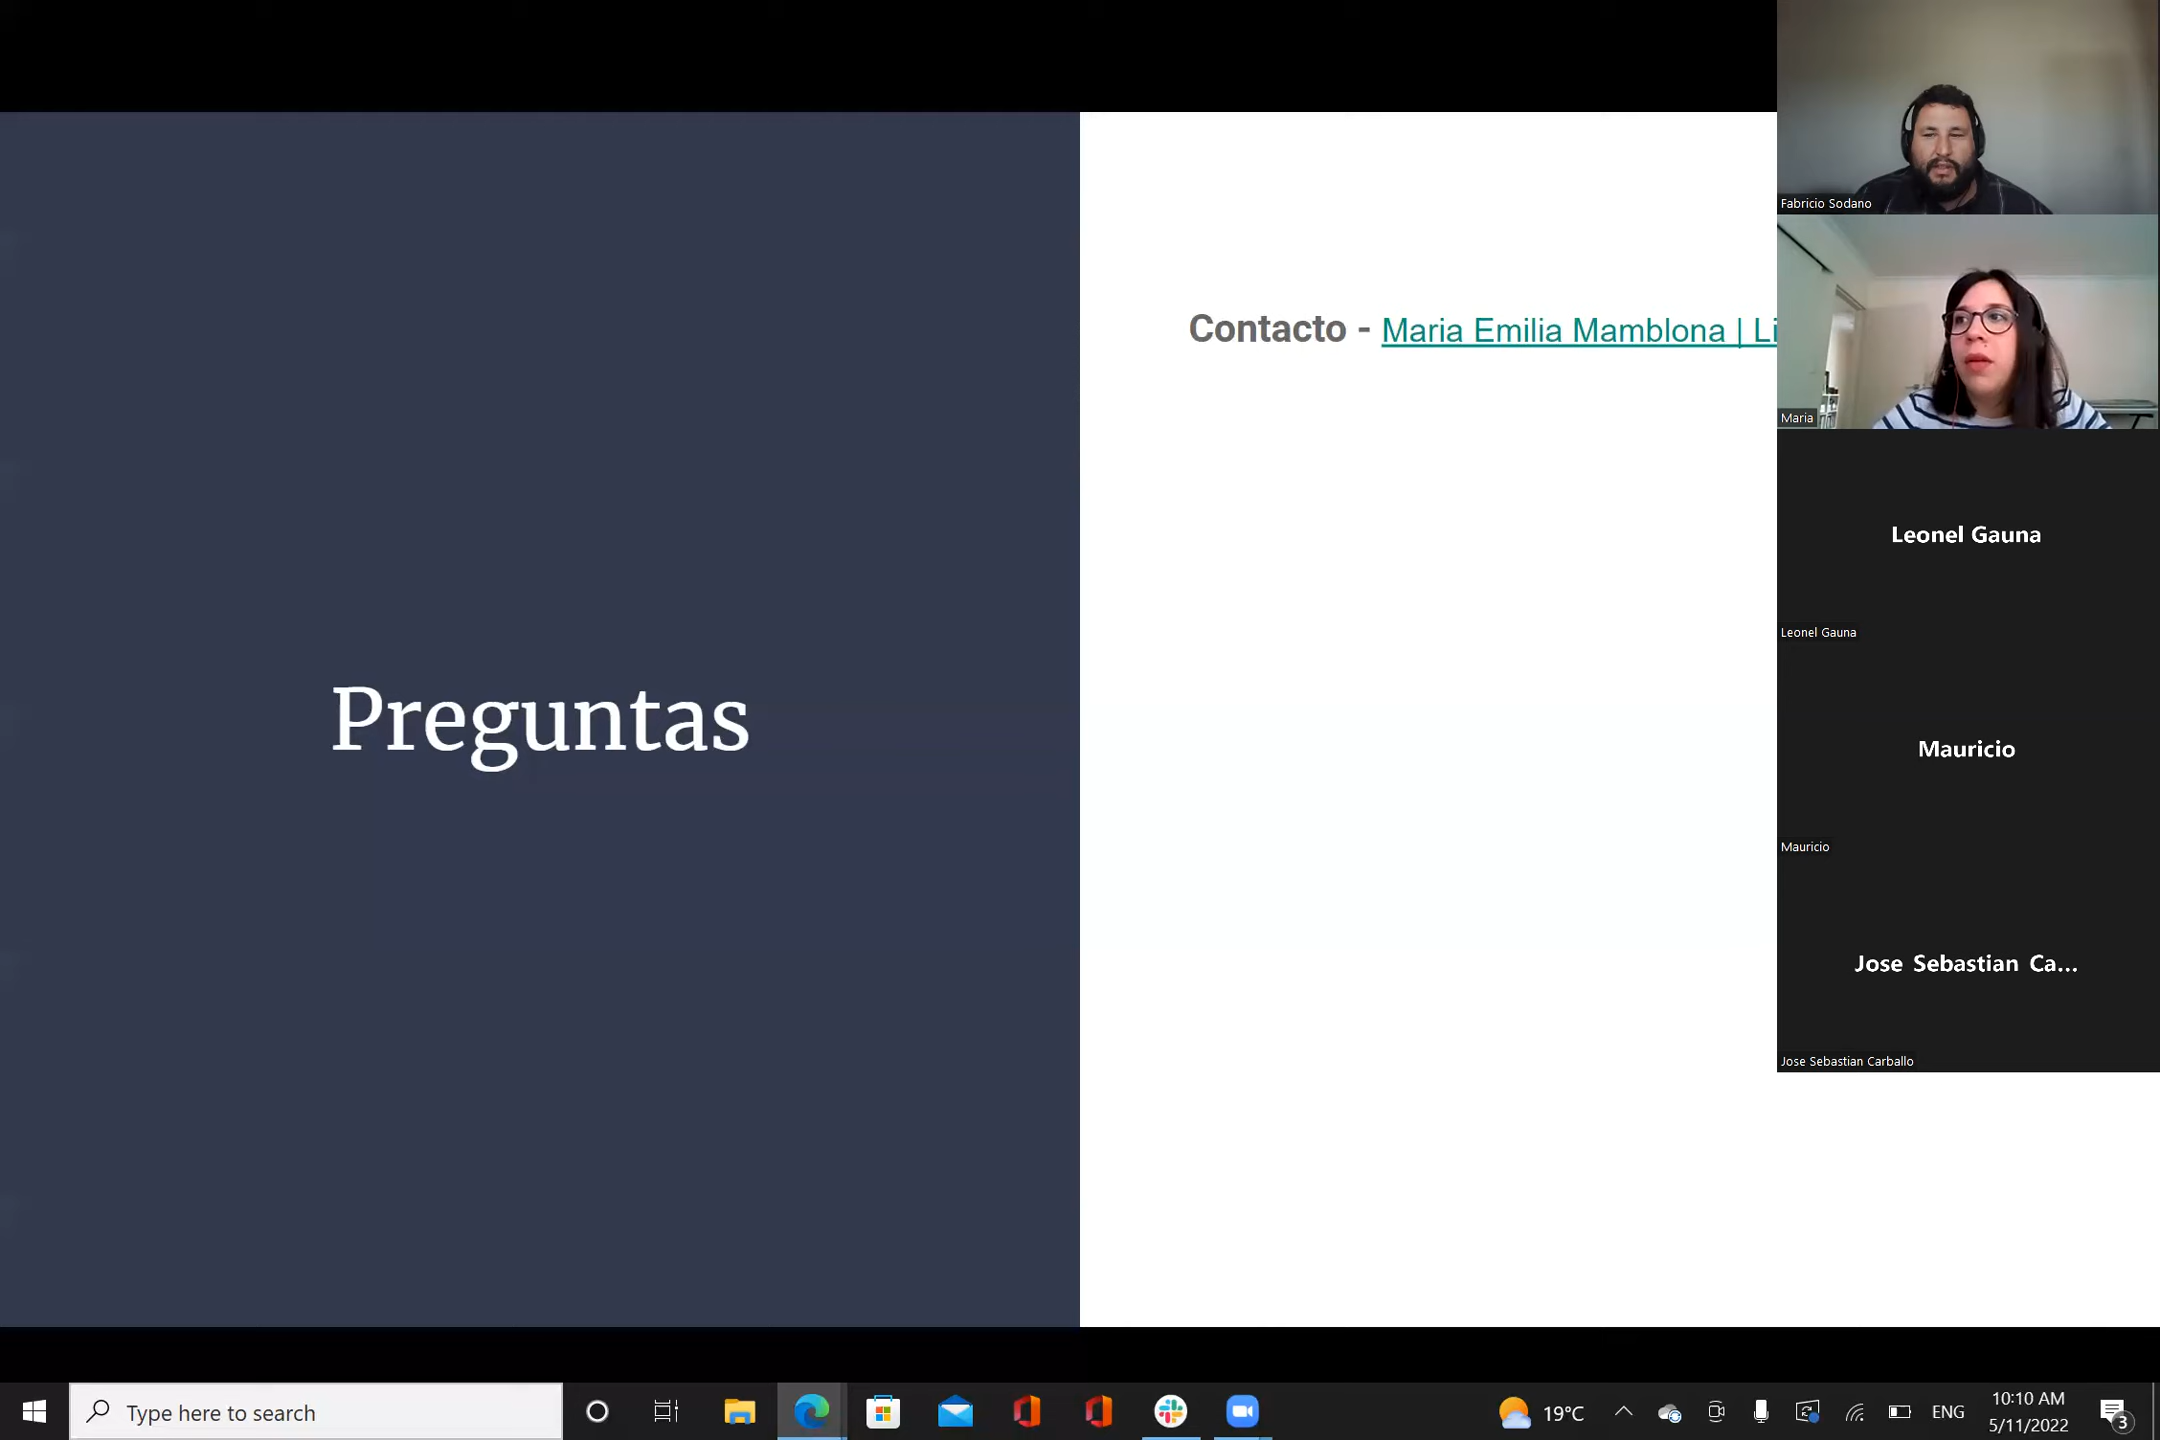 Preguntas
Contacto - Maria Emilia Mamblona | Li
Fabricio Sodano
Maria
Leonel Gauna
Leonel Gauna
Mauricio
Mauricio
Jose Sebastian Ca...
Jose Sebastian Carballo
Type here to search
19°C
ENG
10:10 AM
5/11/2022
3